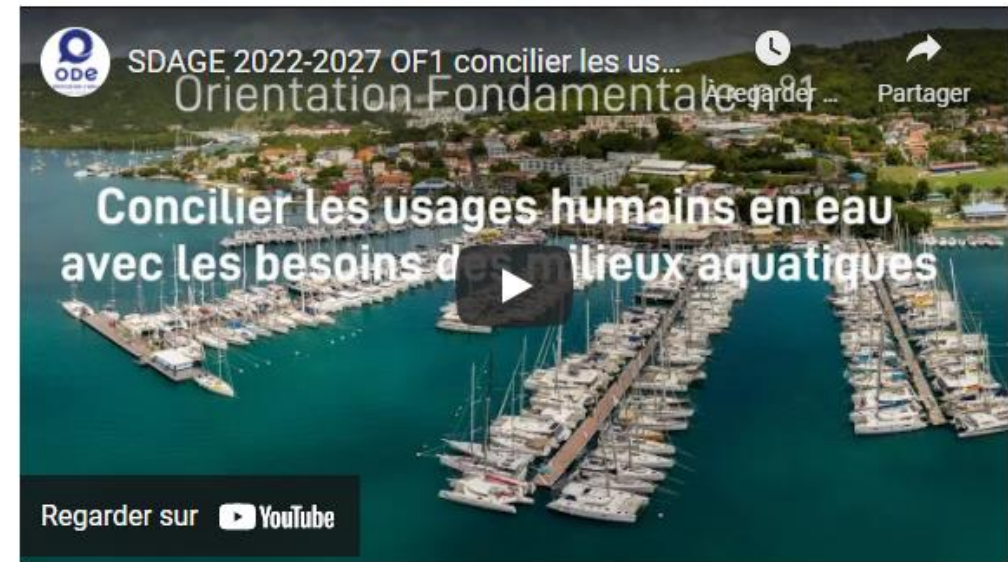 ODE
SDAGE 2022-2027 OF1 concilier les us...
À regarder ...
Partager
Orientation Fondamentale n°1
Concilier les usages humains en eau
avec les besoins des milieux aquatiques
Regarder sur YouTube